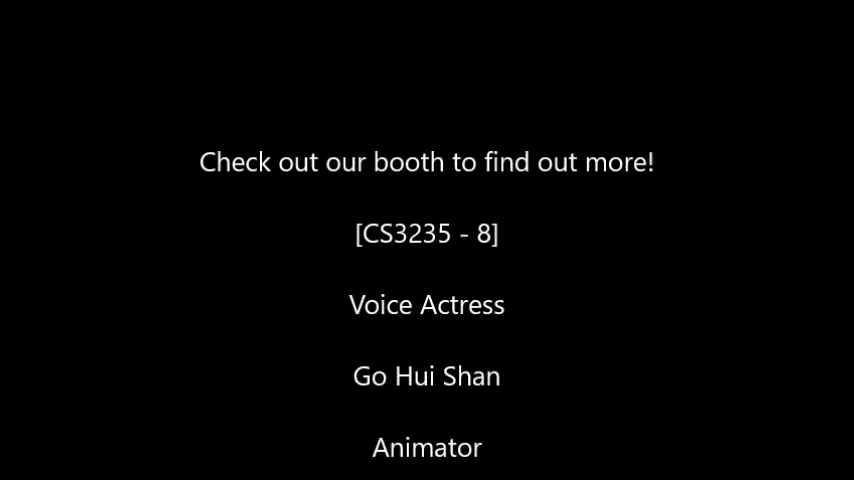 Check out our booth to find out more!
[CS3235 - 8]
Voice Actress
Go Hui Shan
Animator